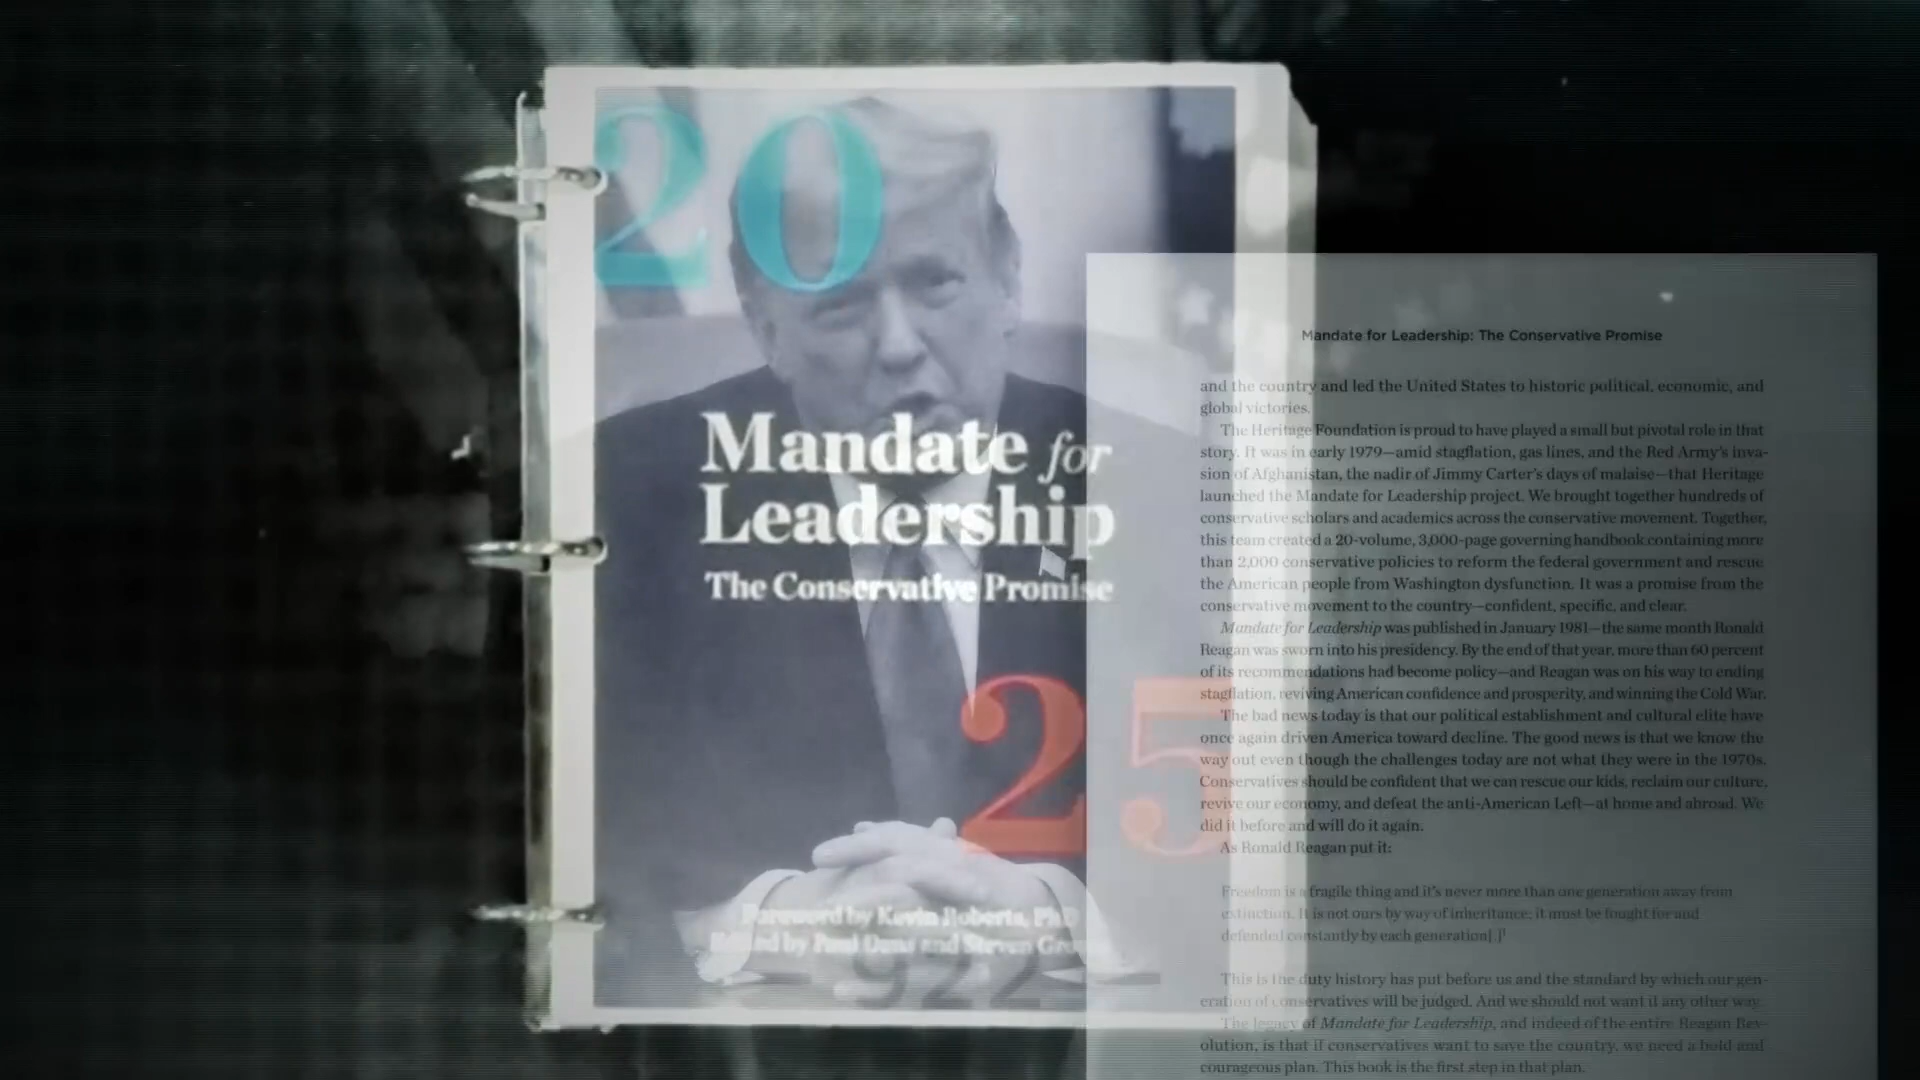 20
Mandate for
Leadership
The Conservative Promise
25
Foreword by Kevin Roberts, PhD
Edited by Paul Dans and Steven
922
Mandate for Leadership: The Conservative Promise
and the country and led the United States to historic political, economic, and
global victories.
The Heritage Foundation is proud to have played a small but pivotal role in that
story. It was in early 1979—amid stagflation, gas lines, and the Red Army's inva-
sion of Afghanistan, the nadir of Jimmy Carter's days of malaise—that Heritage
launched the Mandate for Leadership project. We brought together hundreds of
conservative scholars and academics across the conservative movement. Together,
this team created a 20-volume, 3,000-page governing handbook containing more
than 2,000 conservative policies to reform the federal government and rescue
the American people from Washington dysfunction. It was a promise from the
conservative movement to the country—confident, specific, and clear.
Mandate for Leadership was published in January 1981—the same month Ronald
Reagan was sworn into his presidency. By the end of that year, more than 60 percent
of its recommendations had become policy—and Reagan was on his way to ending
stagflation, reviving American confidence and prosperity, and winning the Cold War.
The bad news today is that our political establishment and cultural elite have
once again driven America toward decline. The good news is that we know the
way out even though the challenges today are not what they were in the 1970s.
Conservatives should be confident that we can rescue our kids, reclaim our culture,
revive our economy, and defeat the anti-American Left—at home and abroad. We
did it before and will do it again.
As Ronald Reagan put it:
Freedom is a fragile thing and it's never more than one generation away from
extinction. It is not ours by way of inheritance; it must be fought for and
defended constantly by each generation[.]¹
This is the duty history has put before us and the standard by which our gen-
eration of conservatives will be judged. And we should not want it any other way.
The legacy of Mandate for Leadership, and indeed of the entire Reagan Rev-
olution, is that if conservatives want to save the country, we need a bold and
courageous plan. This book is the first step in that plan.